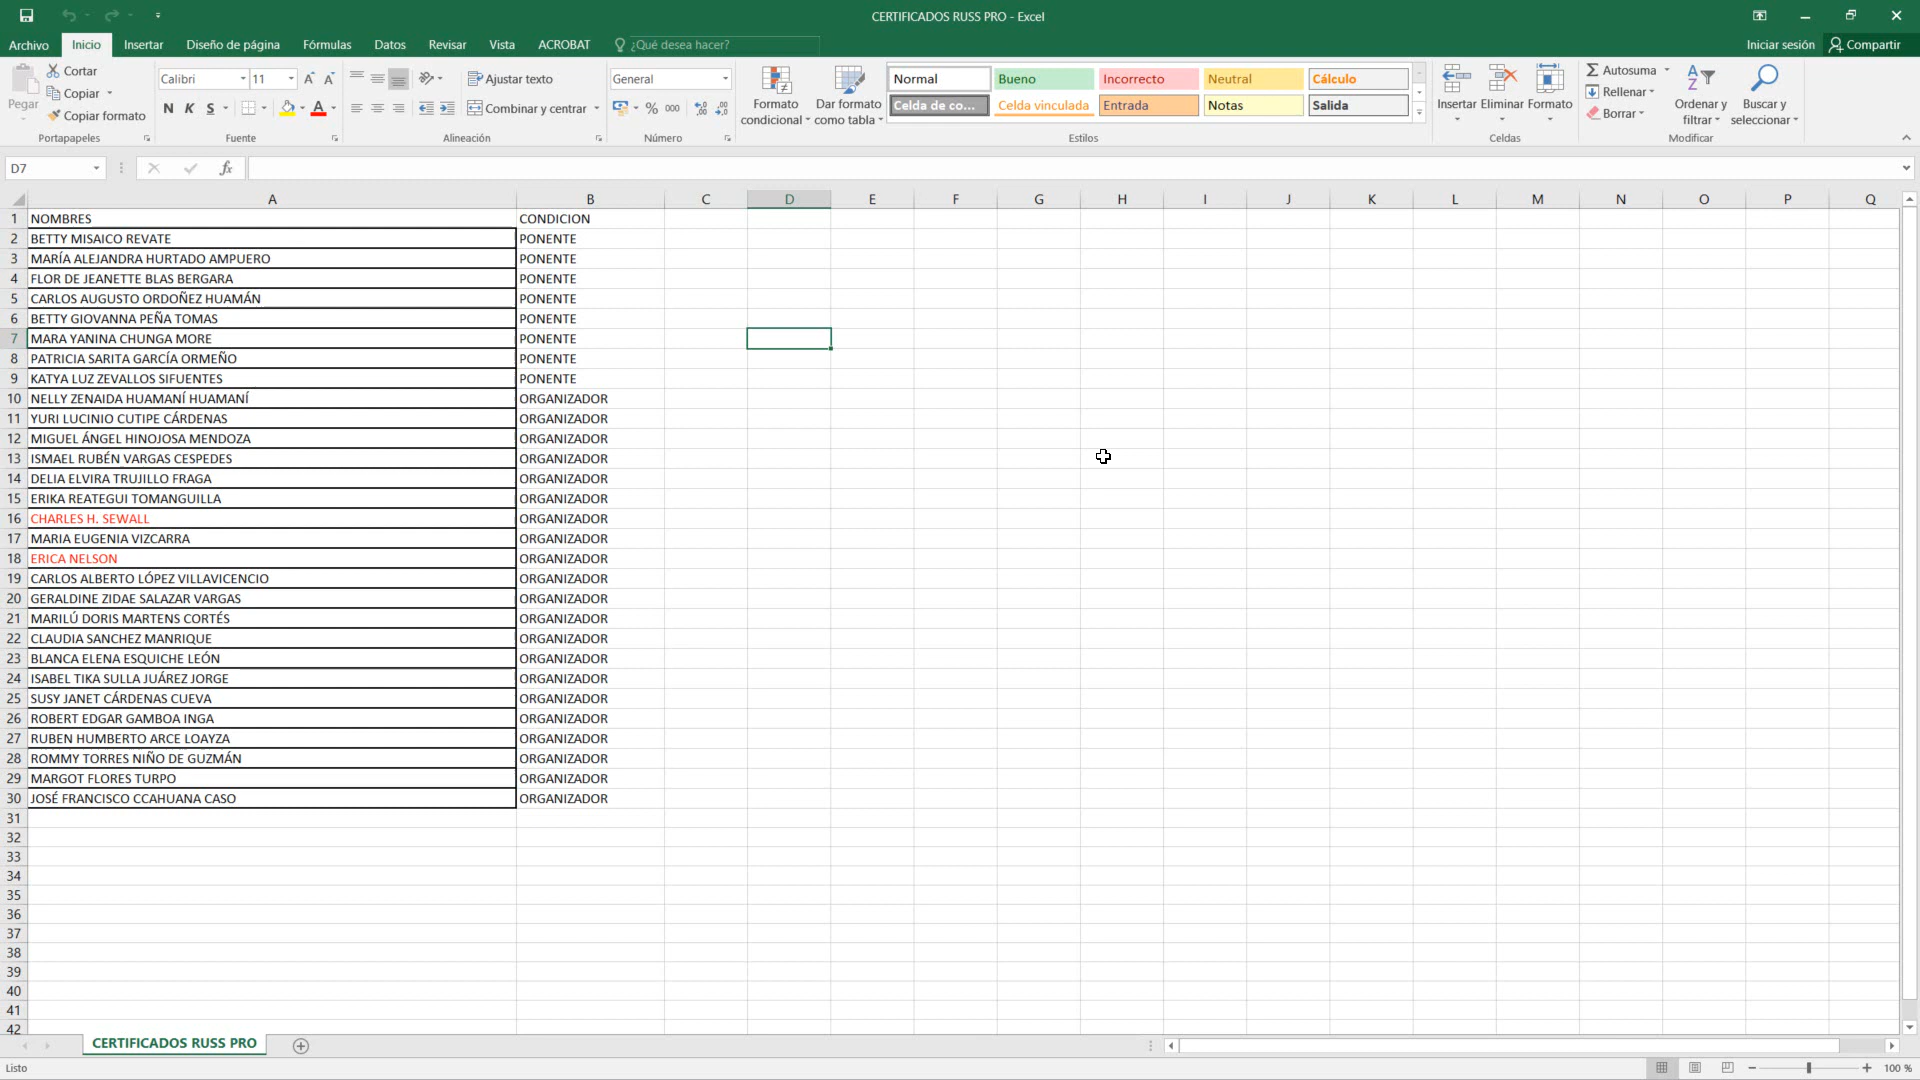 CERTIFICADOS RUSS PRO - Excel
Archivo Inicio Insertar Diseño de página Fórmulas Datos Revisar Vista ACROBAT ¿Qué desea hacer? Iniciar sesión Compartir
Pegar
Cortar
Copiar
Copiar formato
Portapapeles
Calibri 11
N K S
Fuente
Ajustar texto
Combinar y centrar
Alineación
General
% 000
Número
Formato condicional
Dar formato como tabla
Normal Bueno Incorrecto Neutral Cálculo
Celda de co... Celda vinculada Entrada Notas Salida
Estilos
Insertar Eliminar Formato
Celdas
Autosuma
Rellenar
Borrar
Ordenar y filtrar
Buscar y seleccionar
Modificar
D7 fx
A B C D E F G H I J K L M N O P Q
1 NOMBRES CONDICION
2 BETTY MISAICO REVATE PONENTE
3 MARÍA ALEJANDRA HURTADO AMPUERO PONENTE
4 FLOR DE JEANETTE BLAS BERGARA PONENTE
5 CARLOS AUGUSTO ORDOÑEZ HUAMÁN PONENTE
6 BETTY GIOVANNA PEÑA TOMAS PONENTE
7 MARA YANINA CHUNGA MORE PONENTE
8 PATRICIA SARITA GARCÍA ORMEÑO PONENTE
9 KATYA LUZ ZEVALLOS SIFUENTES PONENTE
10 NELLY ZENAIDA HUAMANÍ HUAMANÍ ORGANIZADOR
11 YURI LUCINIO CUTIPE CÁRDENAS ORGANIZADOR
12 MIGUEL ÁNGEL HINOJOSA MENDOZA ORGANIZADOR
13 ISMAEL RUBÉN VARGAS CESPEDES ORGANIZADOR
14 DELIA ELVIRA TRUJILLO FRAGA ORGANIZADOR
15 ERIKA REATEGUI TOMANGUILLA ORGANIZADOR
16 CHARLES H. SEWALL ORGANIZADOR
17 MARIA EUGENIA VIZCARRA ORGANIZADOR
18 ERICA NELSON ORGANIZADOR
19 CARLOS ALBERTO LÓPEZ VILLAVICENCIO ORGANIZADOR
20 GERALDINE ZIDAE SALAZAR VARGAS ORGANIZADOR
21 MARILÚ DORIS MARTENS CORTÉS ORGANIZADOR
22 CLAUDIA SANCHEZ MANRIQUE ORGANIZADOR
23 BLANCA ELENA ESQUICHE LEÓN ORGANIZADOR
24 ISABEL TIKA SULLA JUÁREZ JORGE ORGANIZADOR
25 SUSY JANET CÁRDENAS CUEVA ORGANIZADOR
26 ROBERT EDGAR GAMBOA INGA ORGANIZADOR
27 RUBEN HUMBERTO ARCE LOAYZA ORGANIZADOR
28 ROMMY TORRES NIÑO DE GUZMÁN ORGANIZADOR
29 MARGOT FLORES TURPO ORGANIZADOR
30 JOSÉ FRANCISCO CCAHUANA CASO ORGANIZADOR
31
32
33
34
35
36
37
38
39
40
41
42
CERTIFICADOS RUSS PRO
Listo 100 %